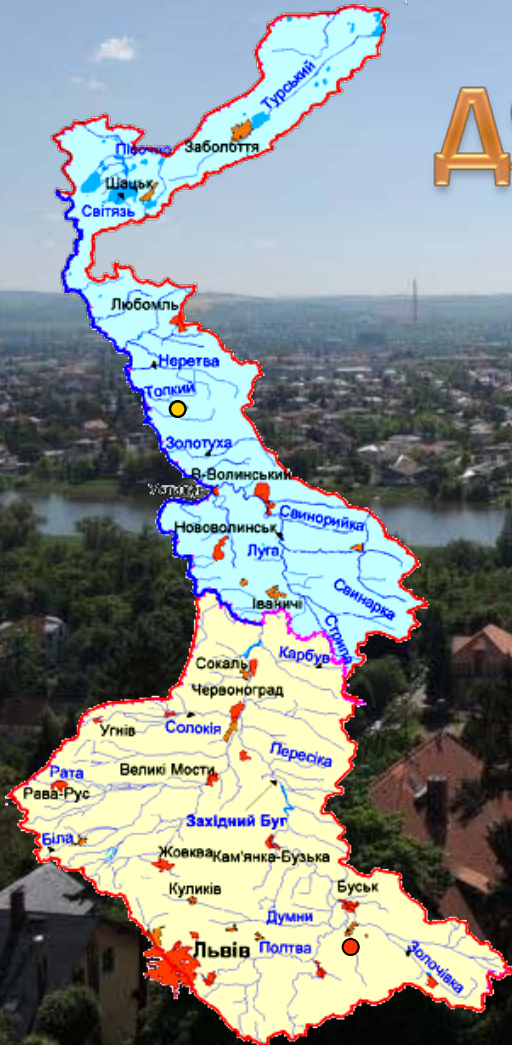 Турський
Пісочне
Заболоття
Шацьк
Світязь
Любомль
Неретва
Топкий
Золотуха
В-Волинський
Свинорийка
Нововолинськ
Луга
Свинарка
Іваничі
Стрипа
Карбув
Сокаль
Червоноград
Угнів
Солокія
Пересіка
Рата
Великі Мости
Рава-Рус
Західний Буг
Біла
Жовква
Кам'янка-Бузька
Куликів
Буськ
Думни
Львів
Полтва
Золочівка